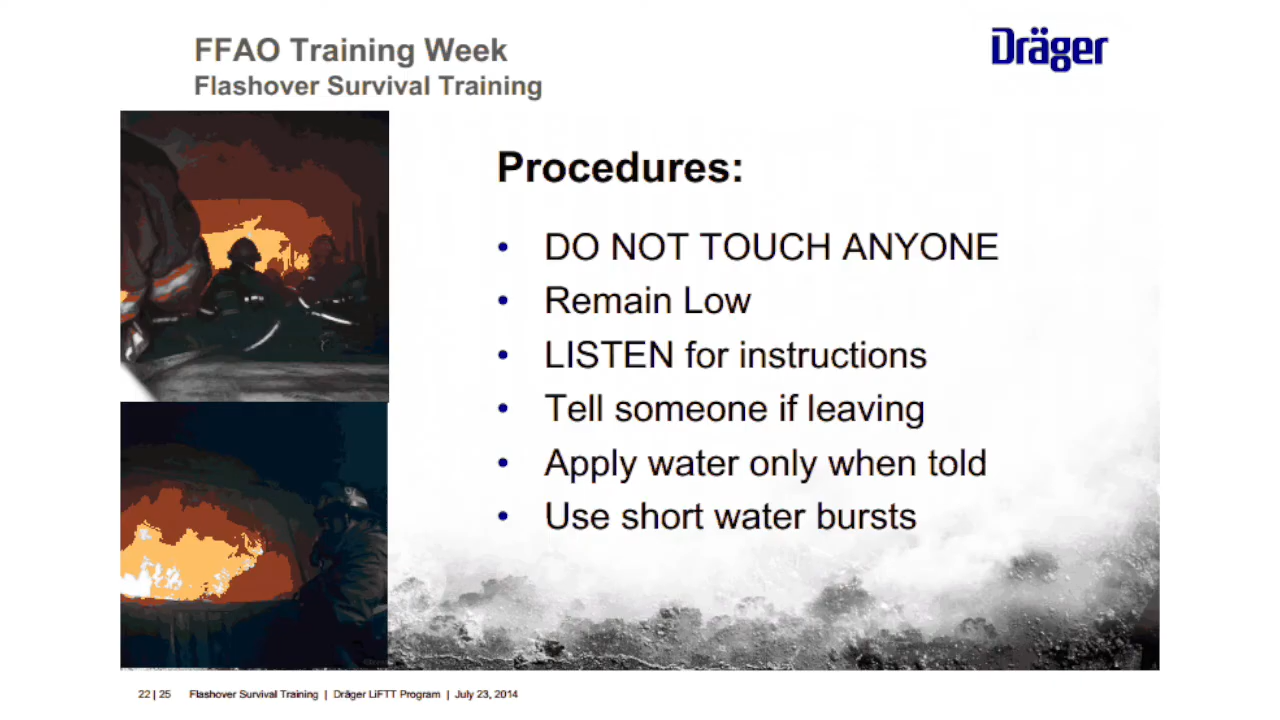 FFAO Training Week
Flashover Survival Training
Dräger
Procedures:
• DO NOT TOUCH ANYONE
• Remain Low
• LISTEN for instructions
• Tell someone if leaving
• Apply water only when told
• Use short water bursts
22 | 25 Flashover Survival Training | Dräger LiFTT Program | July 23, 2014